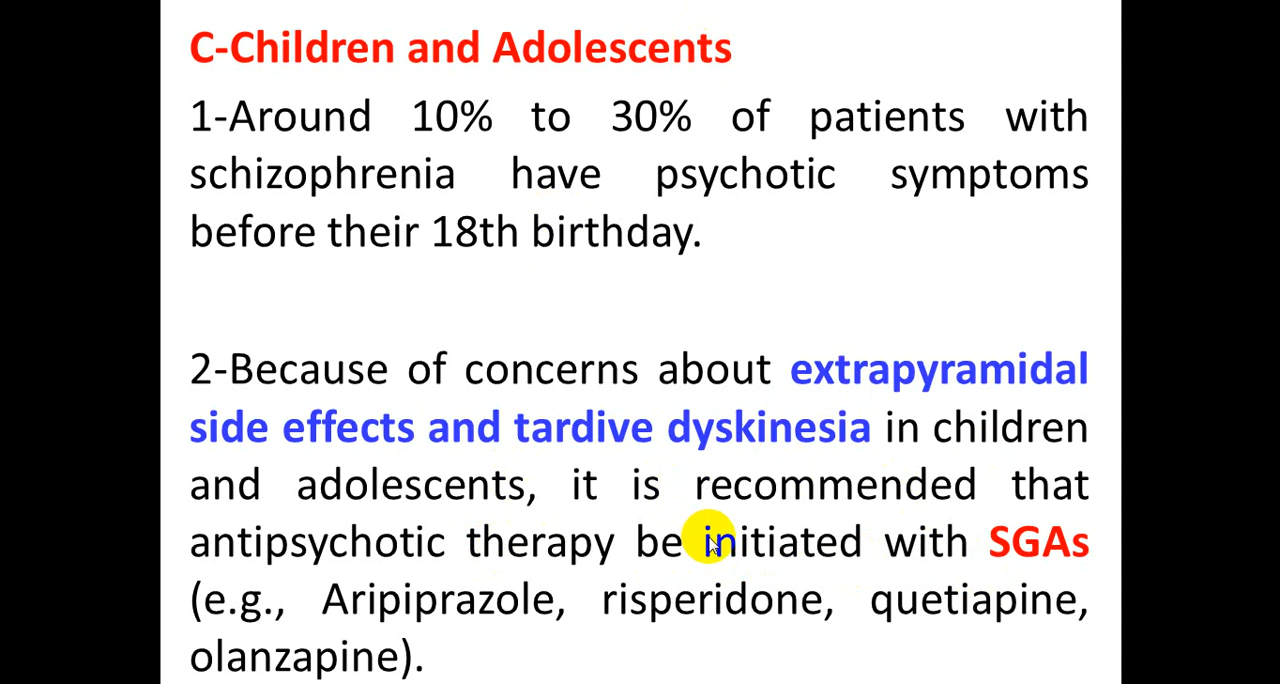 C-Children and Adolescents
1-Around 10% to 30% of patients with
schizophrenia have psychotic symptoms
before their 18th birthday.
2-Because of concerns about extrapyramidal
side effects and tardive dyskinesia in children
and adolescents, it is recommended that
antipsychotic therapy be initiated with SGAs
(e.g., Aripiprazole, risperidone, quetiapine,
olanzapine).